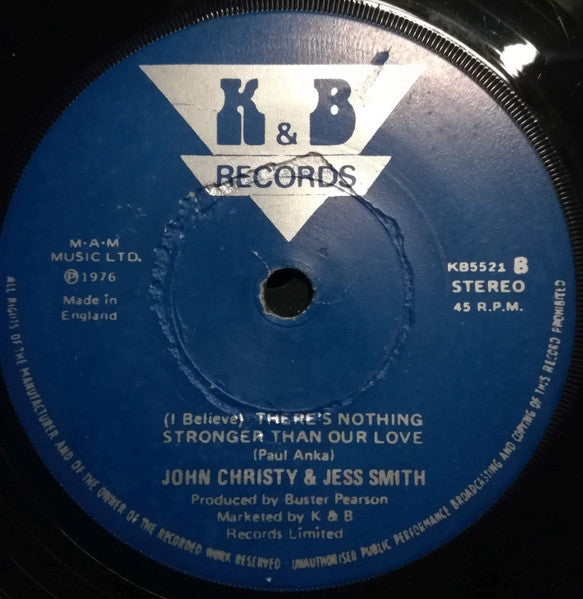 K & B
RECORDS
M·A·M
MUSIC LTD.
Ⓟ1976
Made in
England
KB5521 B
STEREO
45 R.P.M.
(I Believe) THERE'S NOTHING
STRONGER THAN OUR LOVE
(Paul Anka)
JOHN CHRISTY & JESS SMITH
Produced by Buster Pearson
Marketed by K & B
Records Limited
ALL RIGHTS OF THE MANUFACTURER AND OF THE OWNER OF THE RECORDED WORK RESERVED · UNAUTHORISED PUBLIC PERFORMANCE BROADCASTING AND COPYING OF THIS RECORD PROHIBITED